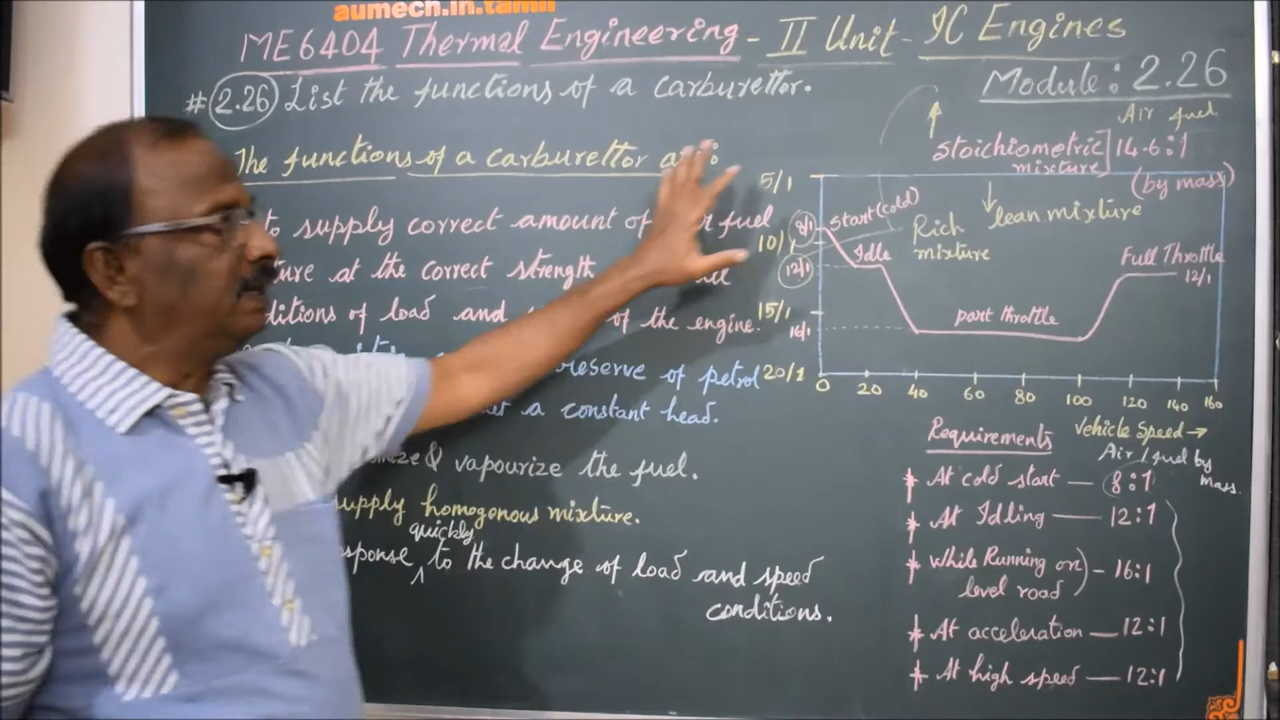 aumech.in.tamil
ME6404 Thermal Engineering - II Unit - IC Engines
Module: 2.26
# 2.26 List the functions of a carburettor.
The functions of a carburettor
to supply correct amount of fuel
at the correct strength
of load and of the engine.
reserve of petrol
at a constant head.
& vapourize the fuel.
supply homogenous mixture.
quickly
to the change of load and speed
conditions.
Air fuel
Stoichiometric 14.6:1
mixture
(by mass)
lean mixture
Rich
mixture
5/1
8/1
10/1
12/1
15/1
16/1
20/1
Start (cold)
Idle
part throttle
Full Throttle
12/1
0 20 40 60 80 100 120 140 160
Vehicle Speed →
Requirements
Air / fuel by
mass.
* At cold start — 8:1
* At Idling — 12:1
* While Running on
level road - 16:1
* At acceleration — 12:1
* At high speed — 12:1